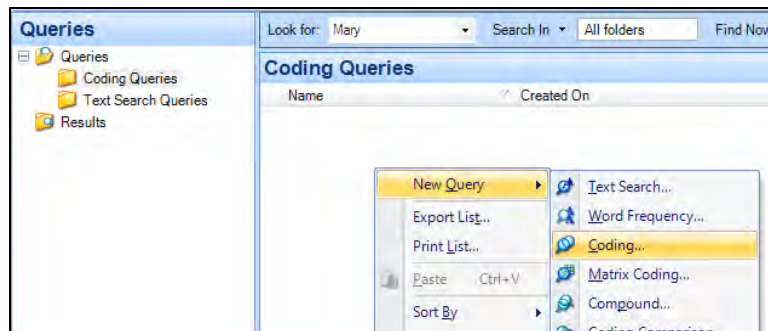 Queries
Look for: Mary Search In All folders Find Now
Queries
Coding Queries
Text Search Queries
Results
Coding Queries
Name Created On
New Query
Export List...
Print List...
Paste Ctrl+V
Sort By
Text Search...
Word Frequency...
Coding...
Matrix Coding...
Compound...
Coding Comparison